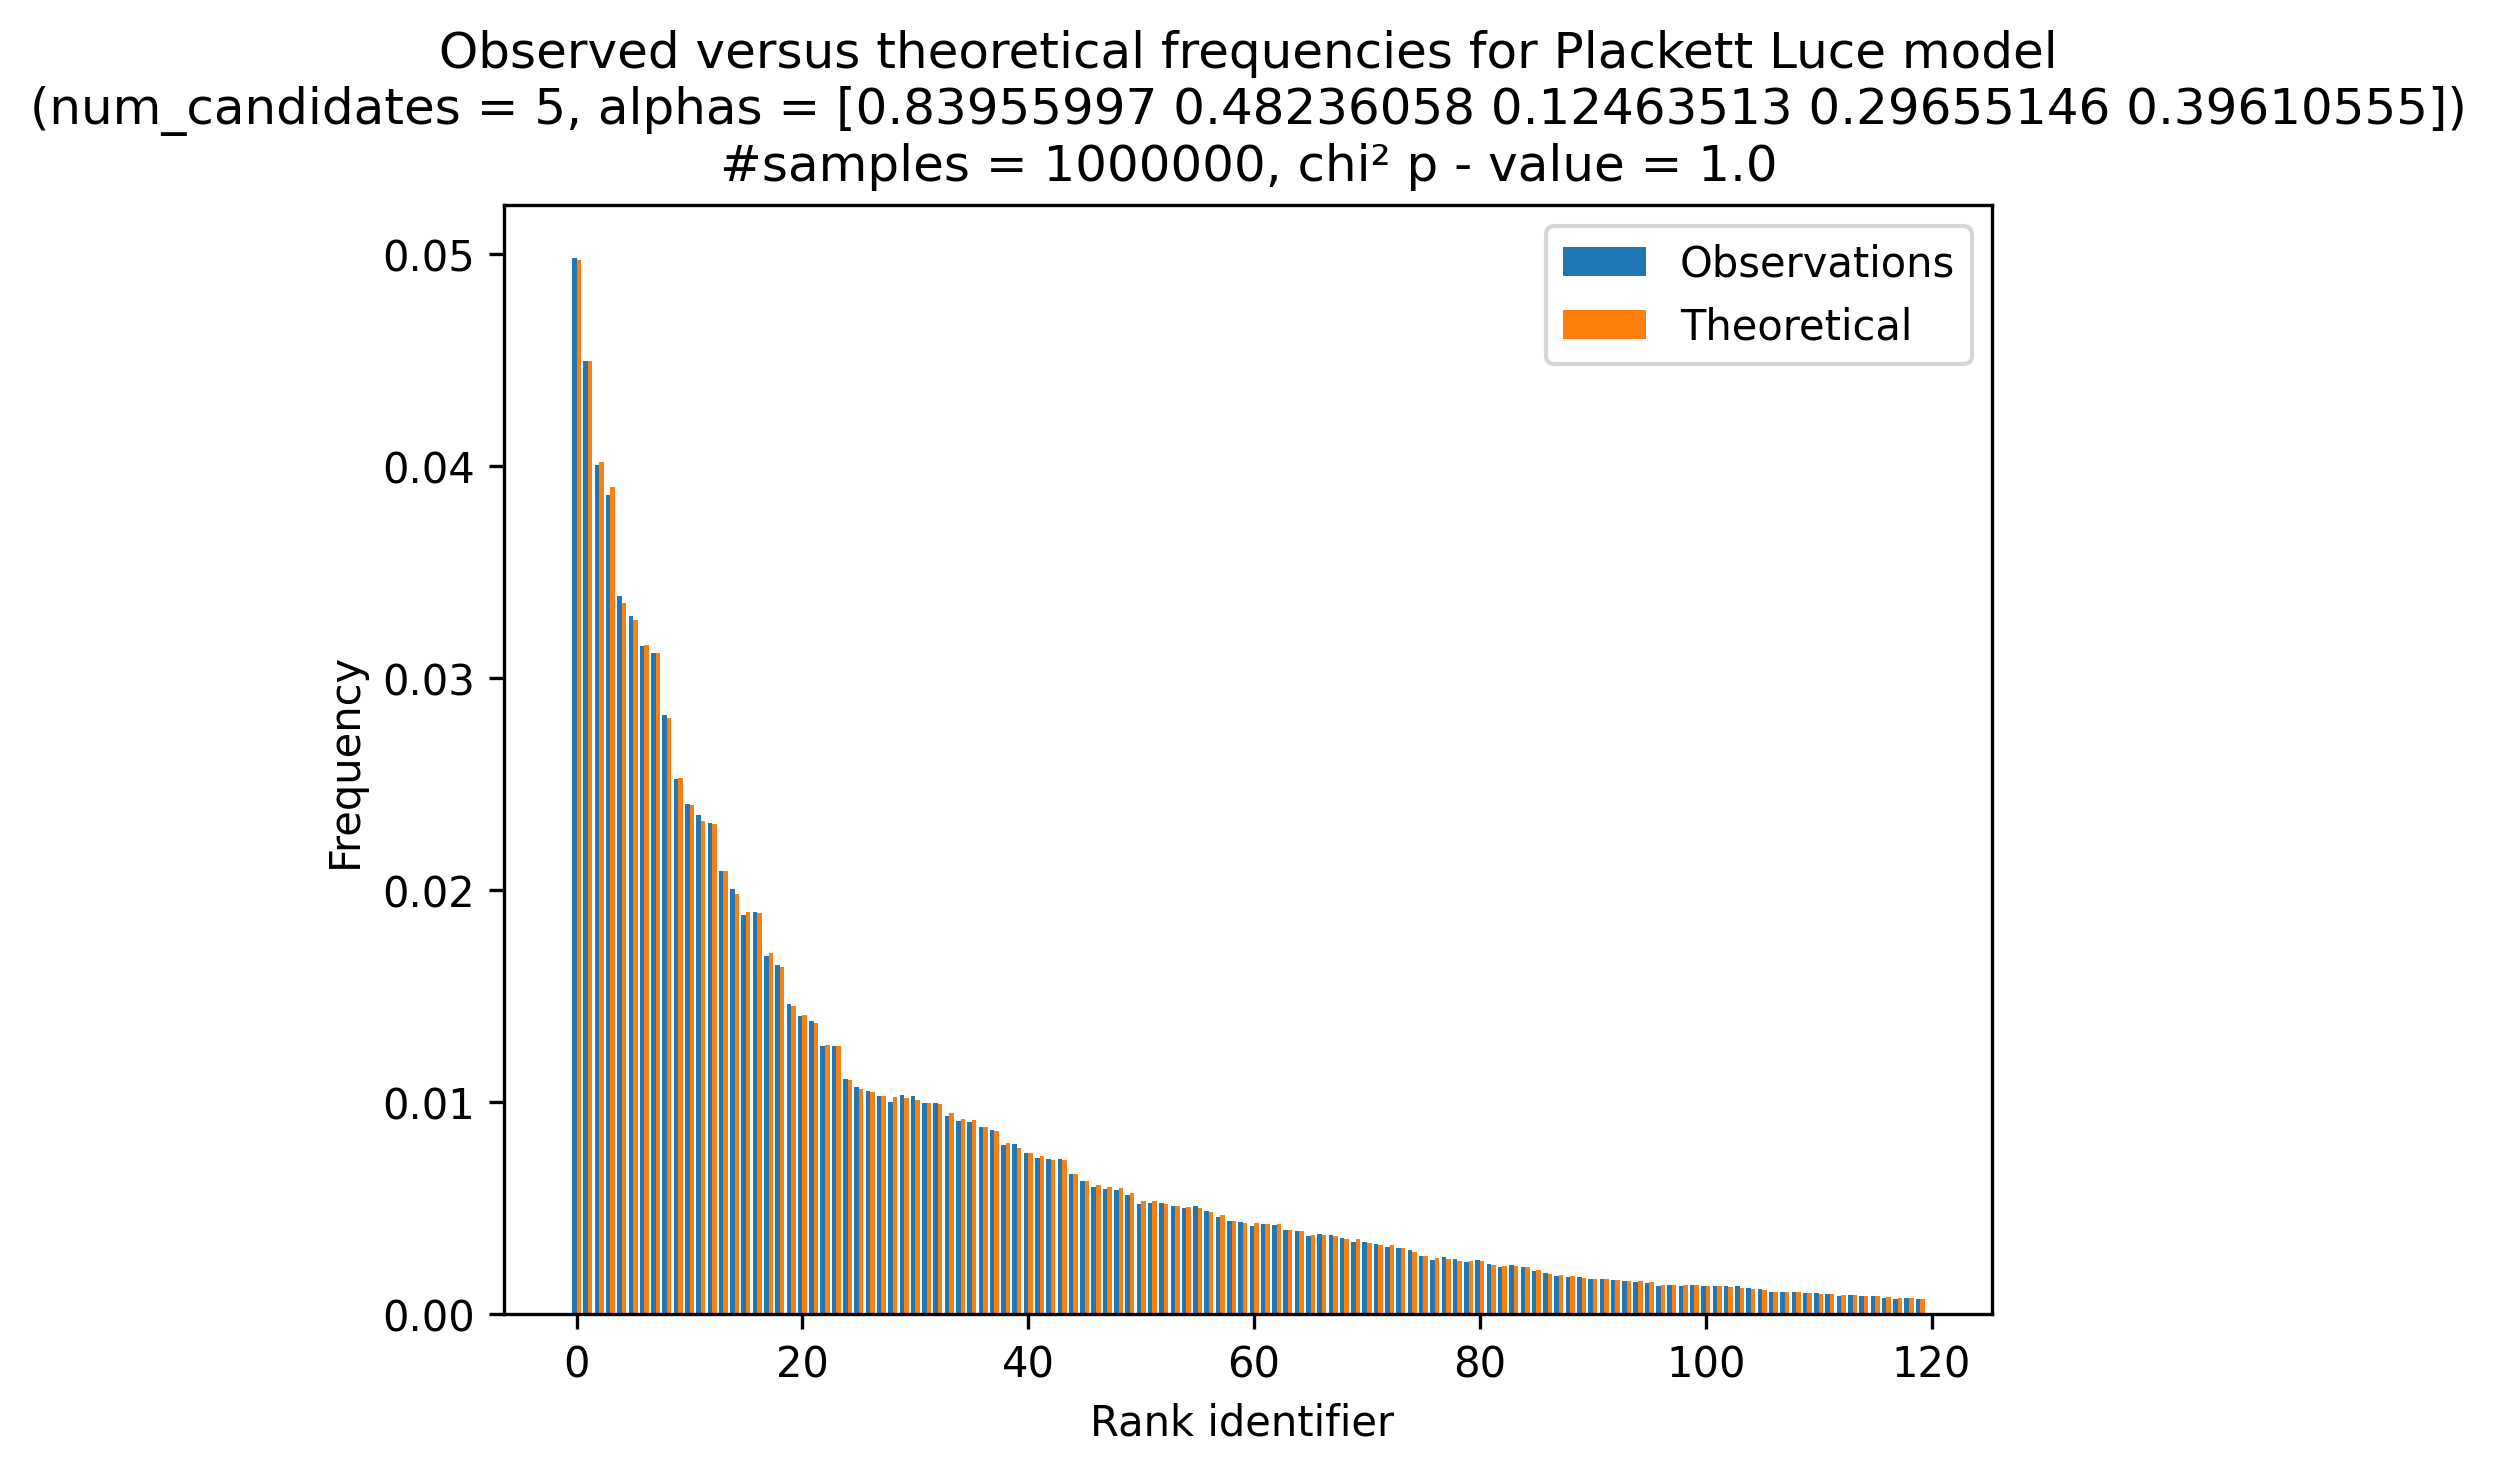 Observed versus theoretical frequencies for Plackett Luce model
(num_candidates = 5, alphas = [0.83955997 0.48236058 0.12463513 0.29655146 0.39610555])
#samples = 1000000, chi² p - value = 1.0
Observations
Theoretical
0.05
0.04
0.03
0.02
0.01
0.00
Frequency
0 20 40 60 80 100 120
Rank identifier